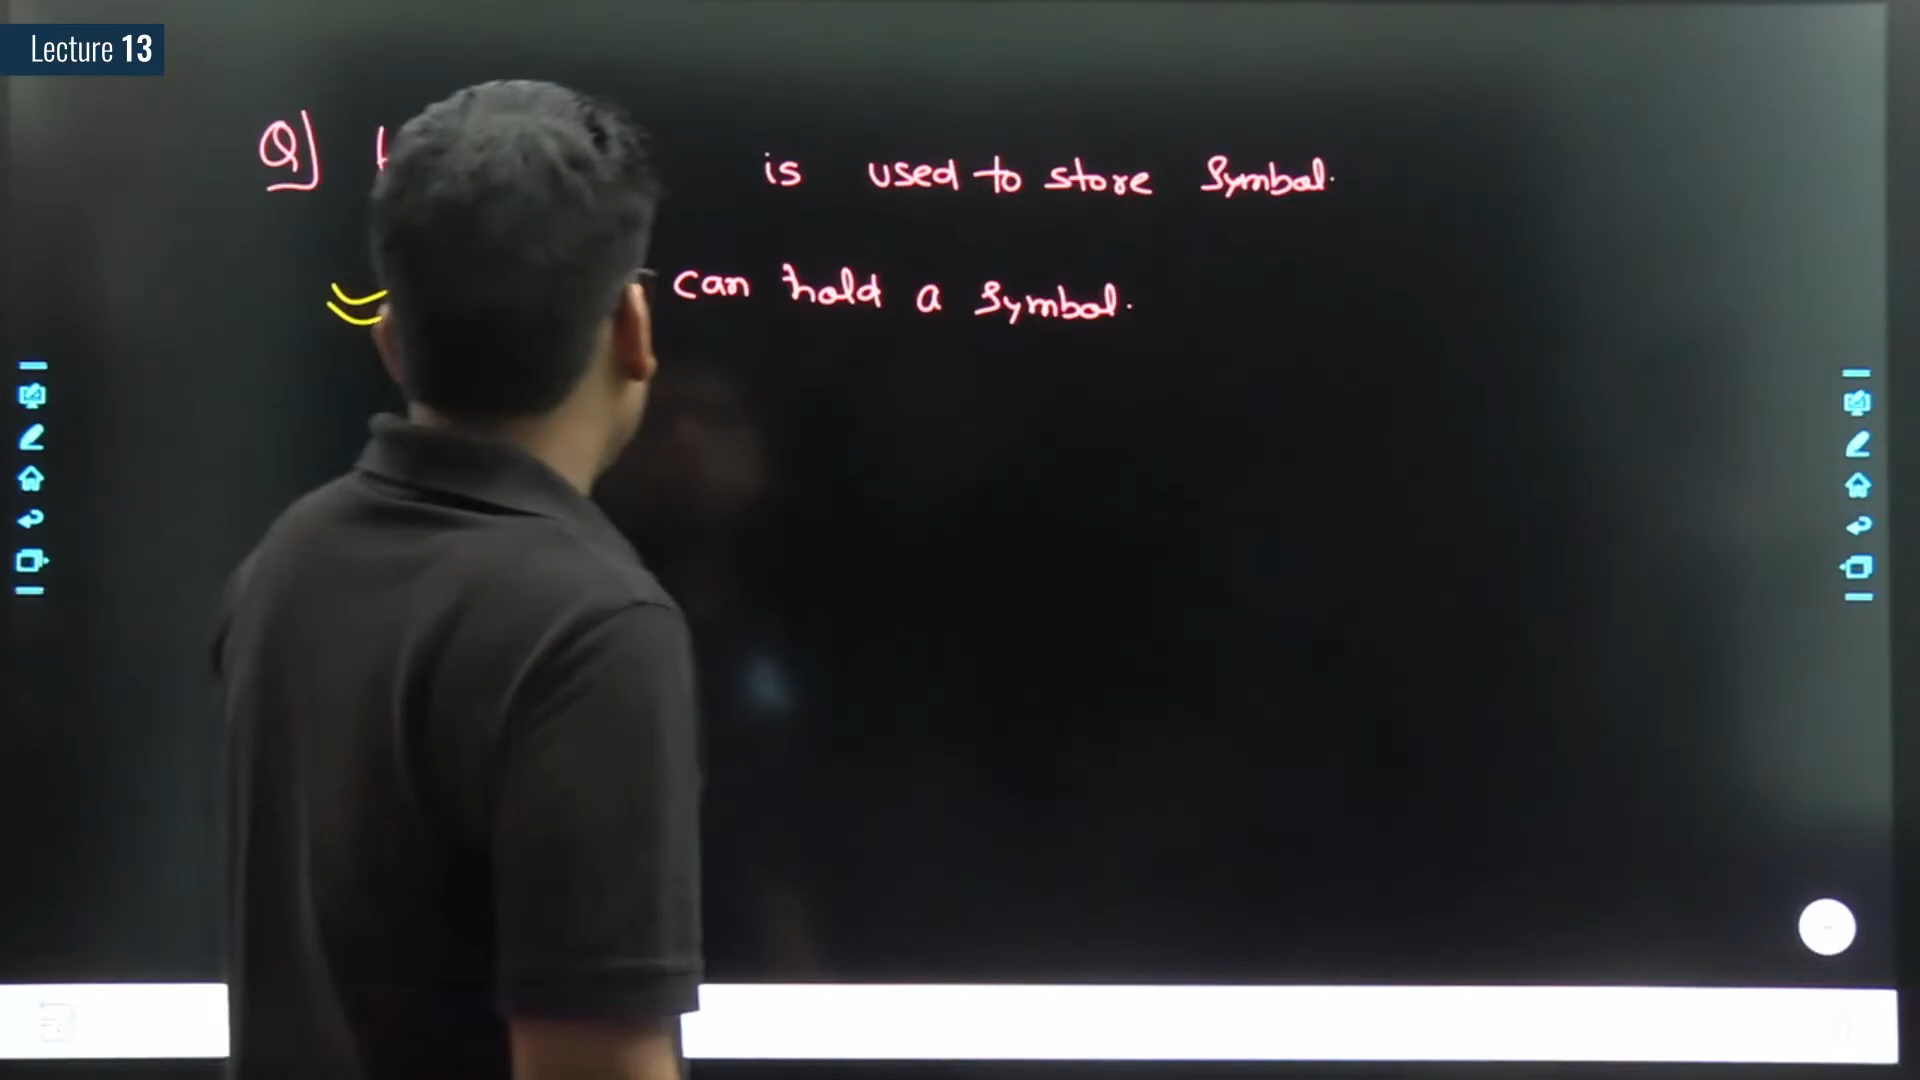 Lecture 13
Q] is used to store Symbol.
can hold a Symbol.